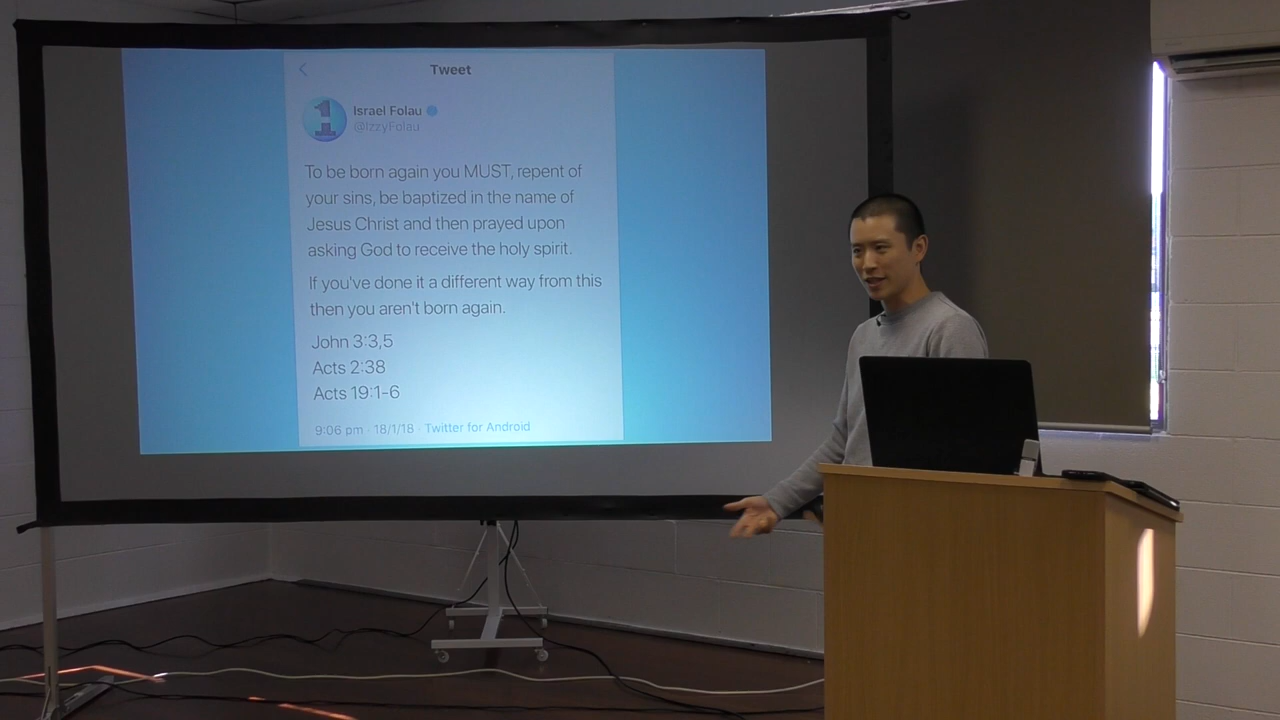 Tweet
1
Israel Folau
@IzzyFolau
To be born again you MUST, repent of
your sins, be baptized in the name of
Jesus Christ and then prayed upon
asking God to receive the holy spirit.
If you've done it a different way from this
then you aren't born again.
John 3:3,5
Acts 2:38
Acts 19:1-6
9:06 pm · 18/1/18 · Twitter for Android